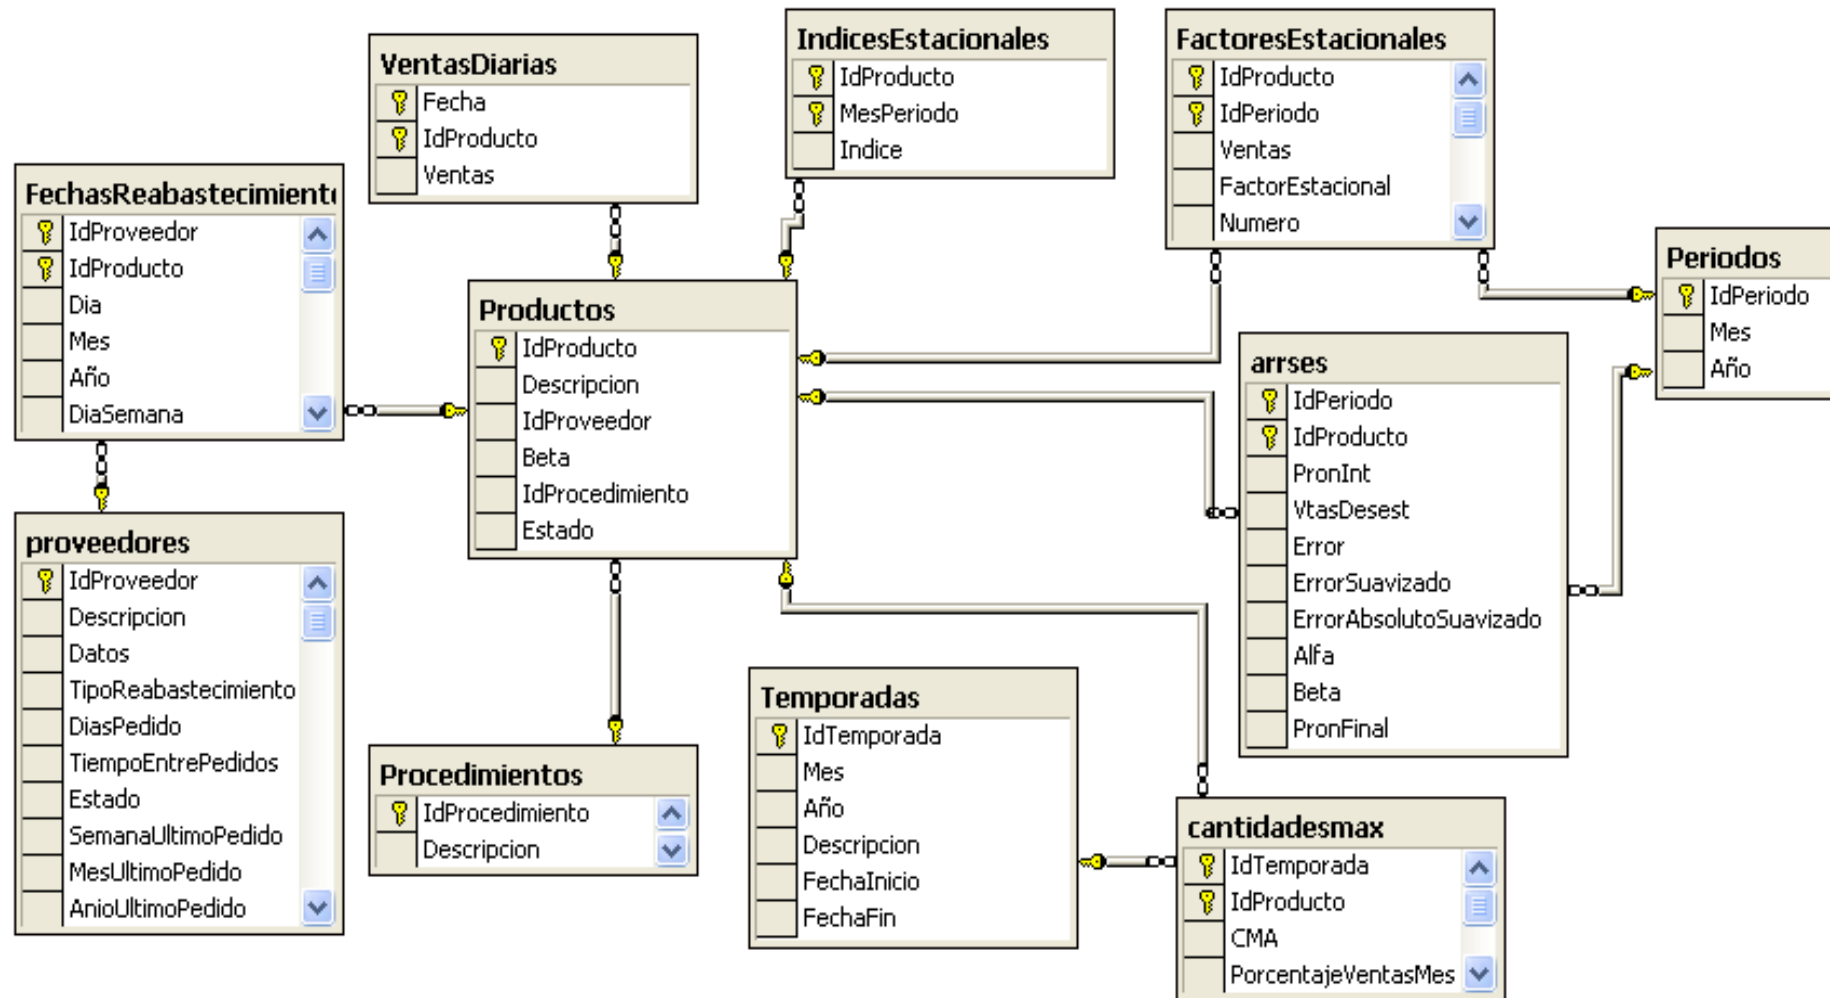 VentasDiarias
Fecha
IdProducto
Ventas
IndicesEstacionales
IdProducto
MesPeriodo
Indice
FactoresEstacionales
IdProducto
IdPeriodo
Ventas
FactorEstacional
Numero
FechasReabastecimiento
IdProveedor
IdProducto
Dia
Mes
Año
DiaSemana
Productos
IdProducto
Descripcion
IdProveedor
Beta
IdProcedimiento
Estado
Periodos
IdPeriodo
Mes
Año
arrses
IdPeriodo
IdProducto
PronInt
VtasDesest
Error
ErrorSuavizado
ErrorAbsolutoSuavizado
Alfa
Beta
PronFinal
proveedores
IdProveedor
Descripcion
Datos
TipoReabastecimiento
DiasPedido
TiempoEntrePedidos
Estado
SemanaUltimoPedido
MesUltimoPedido
AnioUltimoPedido
Procedimientos
IdProcedimiento
Descripcion
Temporadas
IdTemporada
Mes
Año
Descripcion
FechaInicio
FechaFin
cantidadesmax
IdTemporada
IdProducto
CMA
PorcentajeVentasMes